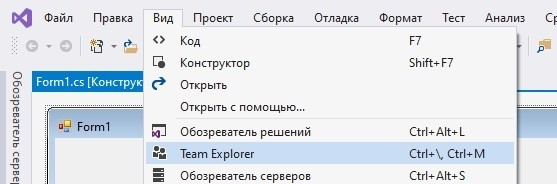 Файл Правка Вид Проект Сборка Отладка Формат Тест Анализ
Код F7
Конструктор Shift+F7
Открыть
Открыть с помощью...
Form1.cs [Конструк
Form1
Обозреватель решений Ctrl+Alt+L
Team Explorer Ctrl+\, Ctrl+M
Обозреватель серверов Ctrl+Alt+S
Обозреватель серверов